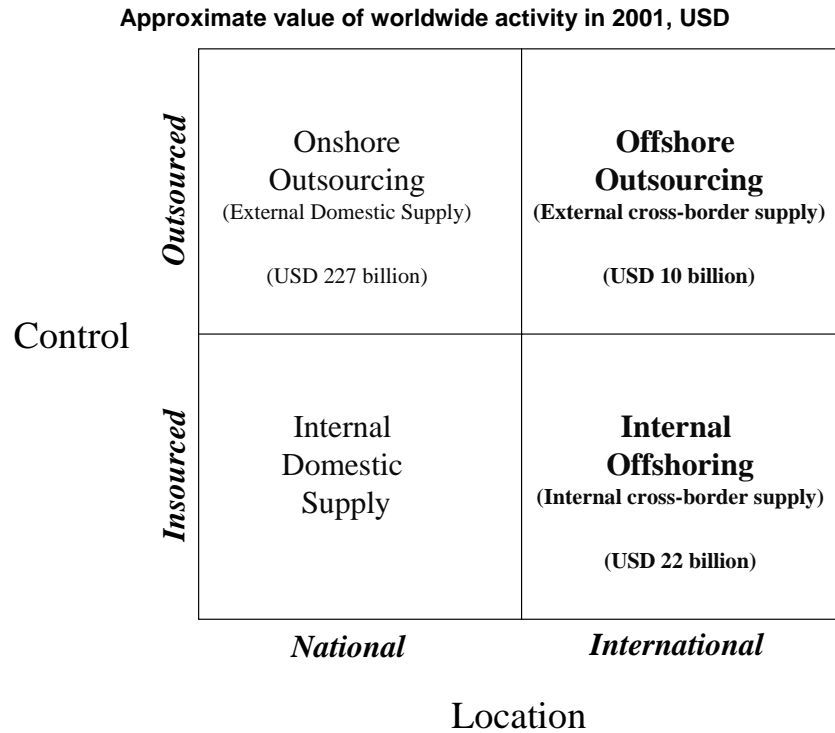 Approximate value of worldwide activity in 2001, USD
Control
Outsourced
Onshore
Outsourcing
(External Domestic Supply)
(USD 227 billion)
Offshore
Outsourcing
(External cross-border supply)
(USD 10 billion)
Insourced
Internal
Domestic
Supply
Internal
Offshoring
(Internal cross-border supply)
(USD 22 billion)
National
International
Location